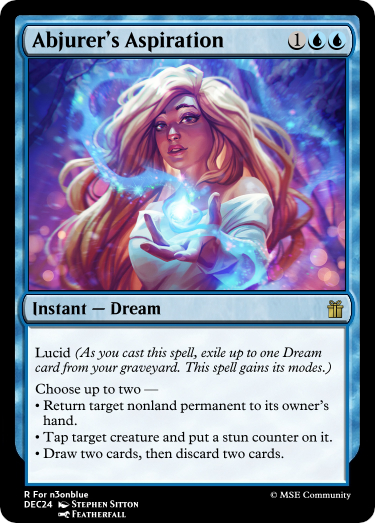 Abjurer's Aspiration 1
Instant — Dream
Lucid (As you cast this spell, exile up to one Dream
card from your graveyard. This spell gains its modes.)
Choose up to two —
• Return target nonland permanent to its owner's
hand.
• Tap target creature and put a stun counter on it.
• Draw two cards, then discard two cards.
R For n3onblue
DEC24 Stephen Sitton
Featherfall
© MSE Community